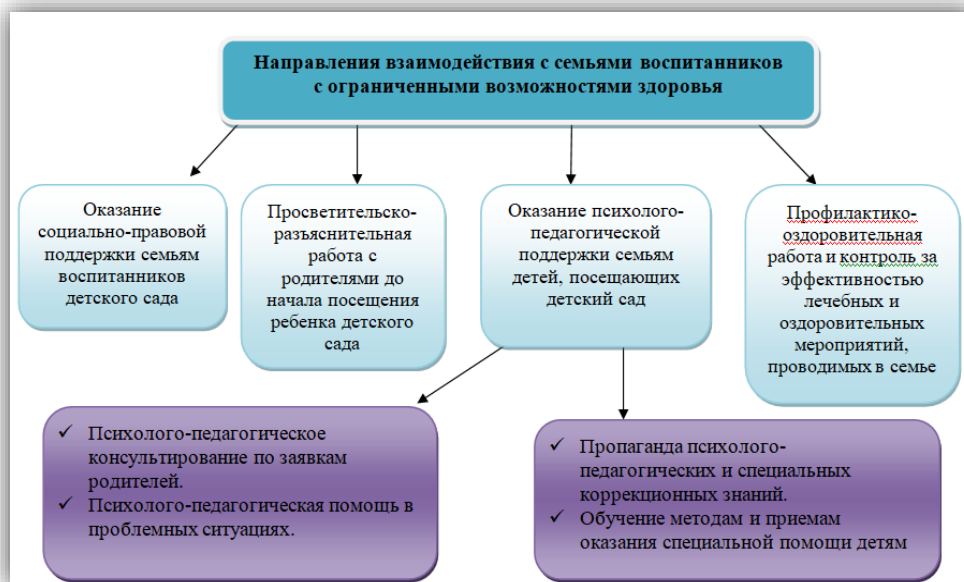 Направления взаимодействия с семьями воспитанников
с ограниченными возможностями здоровья
Оказание
социально-правовой
поддержки семьям
воспитанников
детского сада
Просветительско-
разъяснительная
работа с
родителями до
начала посещения
ребенка детского
сада
Оказание психолого-
педагогической
поддержки семьям
детей, посещающих
детский сад
Профилактико-
оздоровительная
работа и контроль за
эффективностью
лечебных и
оздоровительных
мероприятий,
проводимых в семье
✓ Психолого-педагогическое
консультирование по заявкам
родителей.
✓ Психолого-педагогическая помощь в
проблемных ситуациях.
✓ Пропаганда психолого-
педагогических и специальных
коррекционных знаний.
✓ Обучение методам и приемам
оказания специальной помощи детям